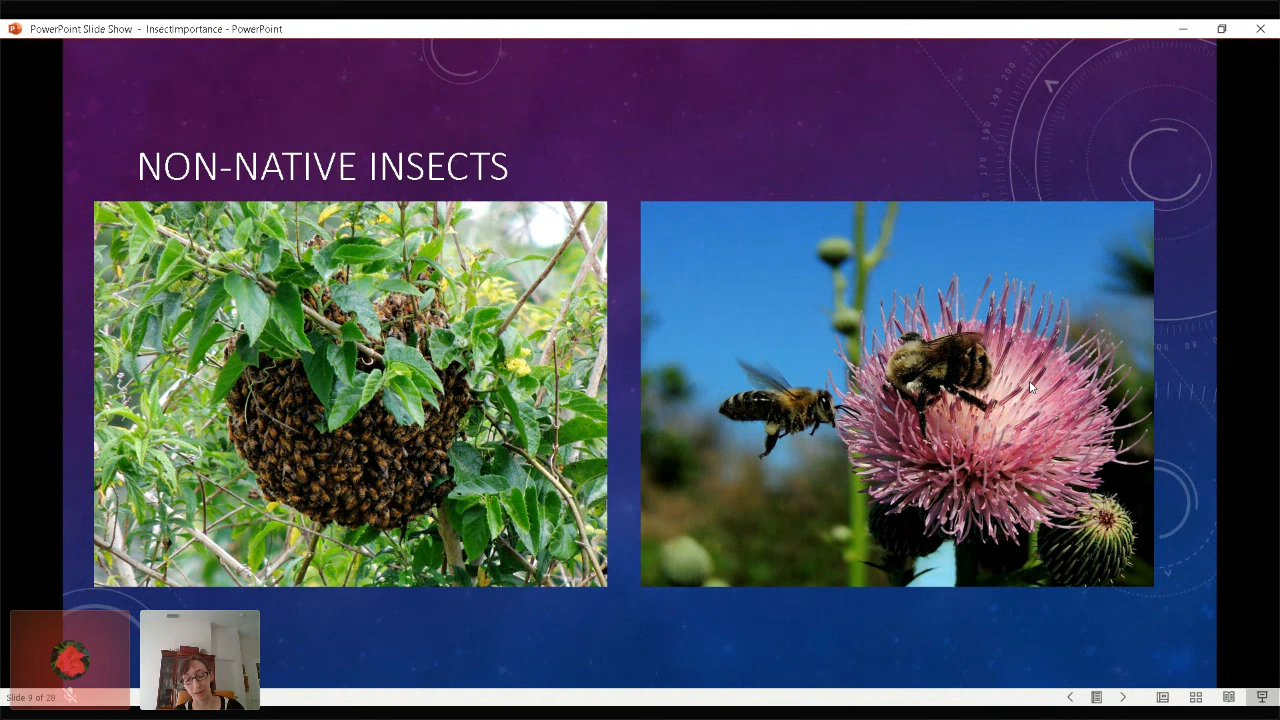 PowerPoint Slide Show - InsectImportance - PowerPoint
NON-NATIVE INSECTS
Slide 9 of 28